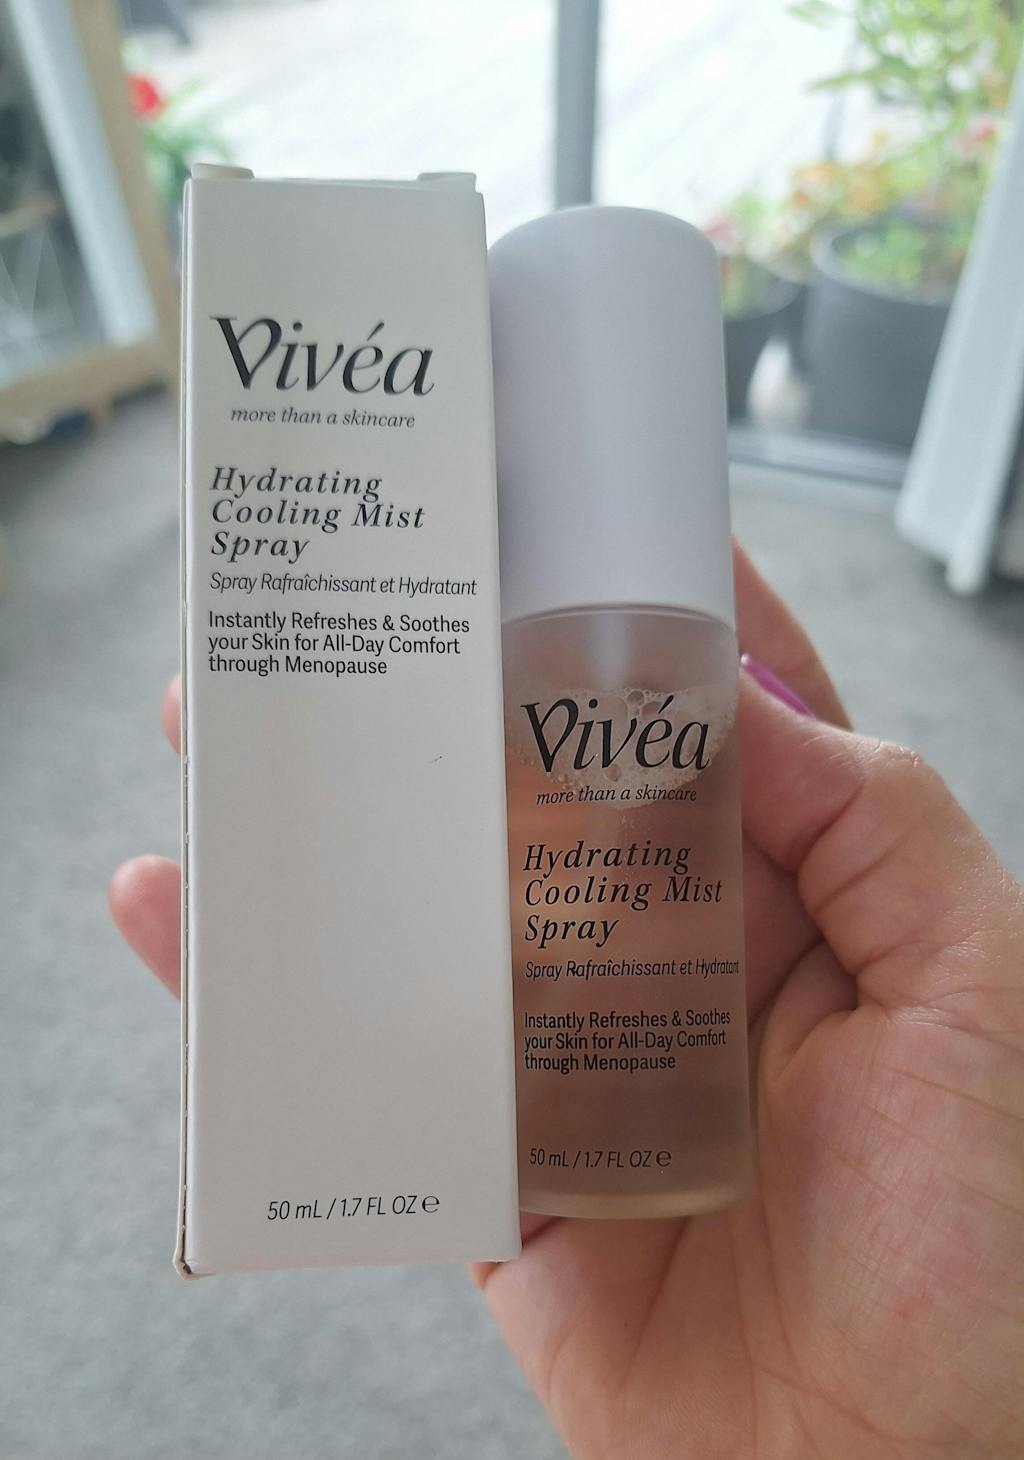 Vivéa
more than a skincare
Hydrating
Cooling Mist
Spray
Spray Rafraîchissant et Hydratant
Instantly Refreshes & Soothes
your Skin for All-Day Comfort
through Menopause
50 mL / 1.7 FL OZ ℮
Vivéa
more than a skincare
Hydrating
Cooling Mist
Spray
Spray Rafraîchissant et Hydratant
Instantly Refreshes & Soothes
your Skin for All-Day Comfort
through Menopause
50 mL / 1.7 FL OZ ℮